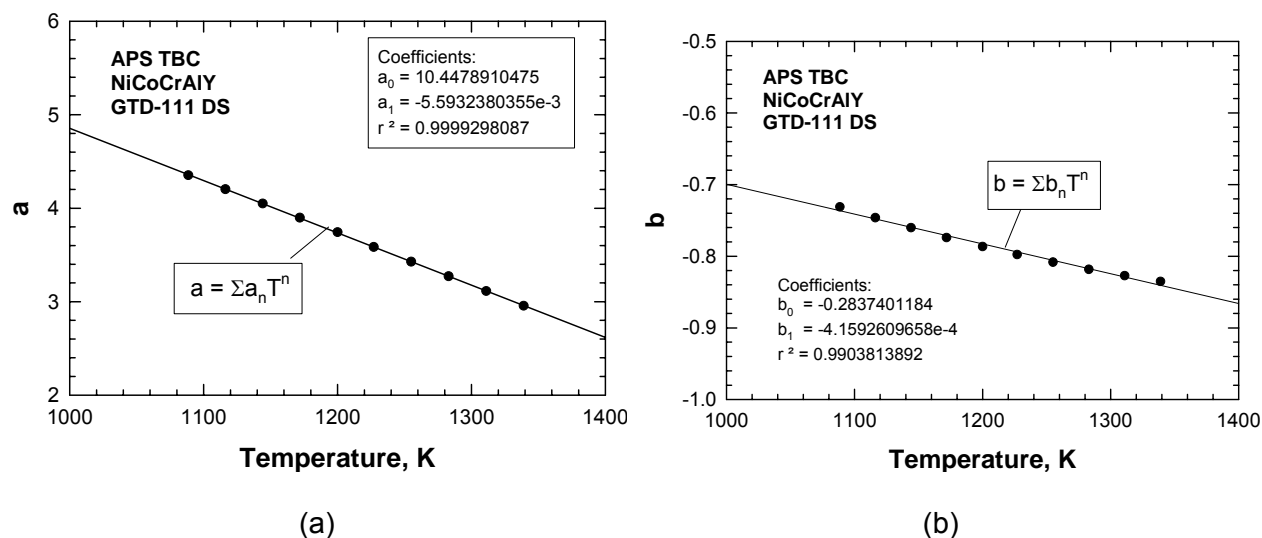 6
5
4
3
2
a
APS TBC
NiCoCrAlY
GTD-111 DS
Coefficients:
a₀ = 10.4478910475
a₁ = -5.5932380355e-3
r ² = 0.9999298087
a = ΣaₙTⁿ
1000 1100 1200 1300 1400
Temperature, K
(a)
-0.5
-0.6
-0.7
-0.8
-0.9
-1.0
b
APS TBC
NiCoCrAlY
GTD-111 DS
b = ΣbₙTⁿ
Coefficients:
b₀ = -0.2837401184
b₁ = -4.1592609658e-4
r ² = 0.9903813892
1000 1100 1200 1300 1400
Temperature, K
(b)